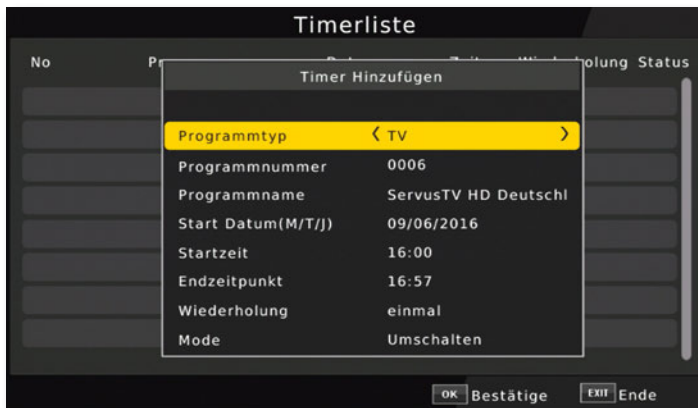 Timerliste
No Status
Timer Hinzufügen
Programmtyp TV
Programmnummer 0006
Programmname ServusTV HD Deutschl
Start Datum(M/T/J) 09/06/2016
Startzeit 16:00
Endzeitpunkt 16:57
Wiederholung einmal
Mode Umschalten
OK Bestätige EXIT Ende